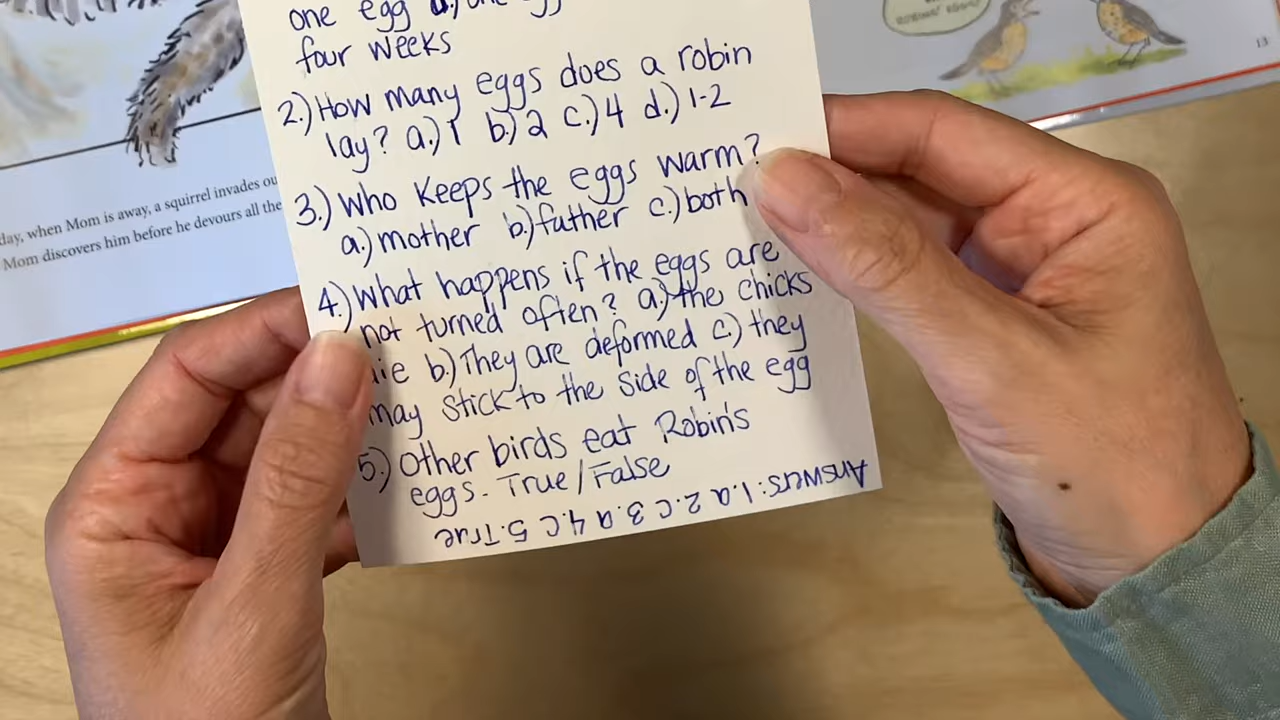 one egg
four weeks
2.) How many eggs does a robin
lay? a.) 1 b.) 2 c.) 4 d.) 1-2
3.) Who Keeps the eggs warm?
a.) mother b.) father c.) both
4.) What happens if the eggs are
not turned often? a.) the chicks
die b.) They are deformed c.) they
may stick to the side of the egg
5.) Other birds eat Robin's
eggs. True/False
Answers: 1.a 2.c 3.a 4.c 5.True
day, when Mom is away, a squirrel invades
Mom discovers him before he devours all the
13